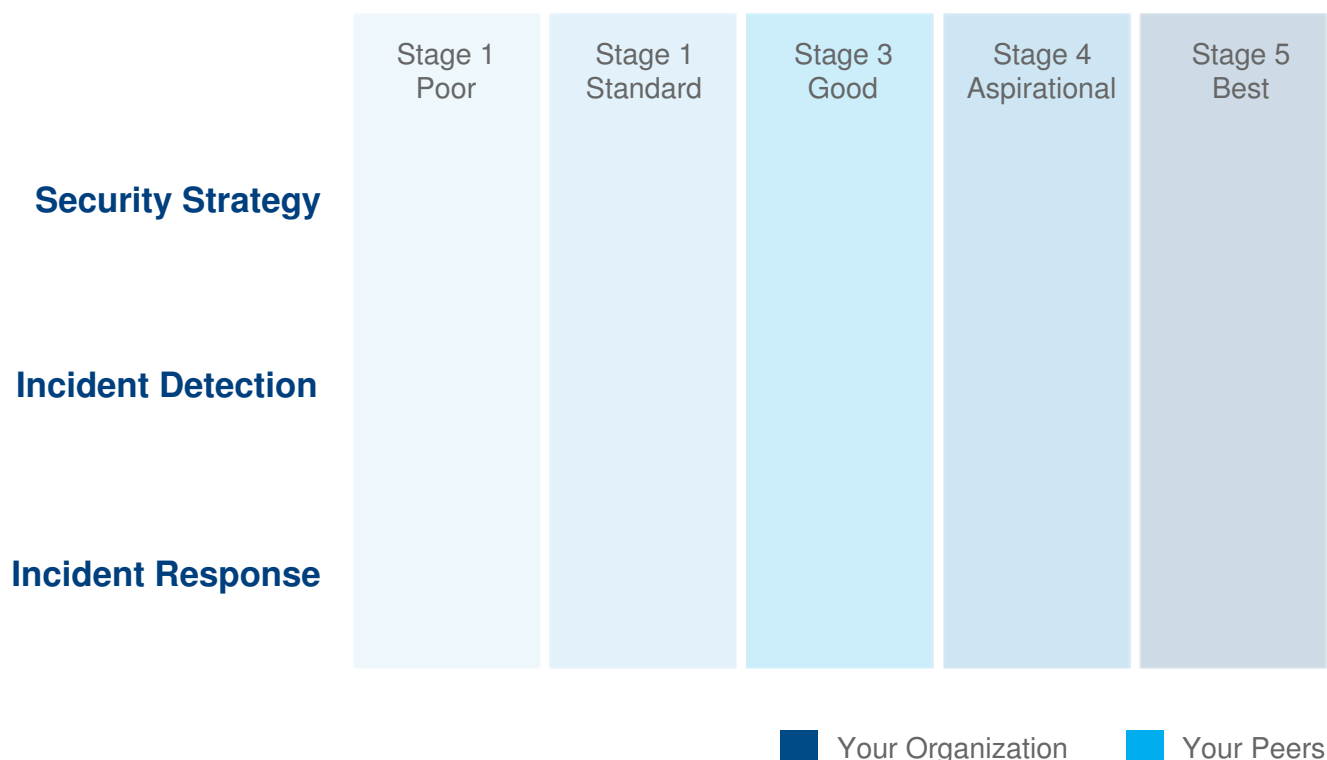 Stage 1
Poor
Stage 1
Standard
Stage 3
Good
Stage 4
Aspirational
Stage 5
Best
Security Strategy
Incident Detection
Incident Response
Your Organization
Your Peers